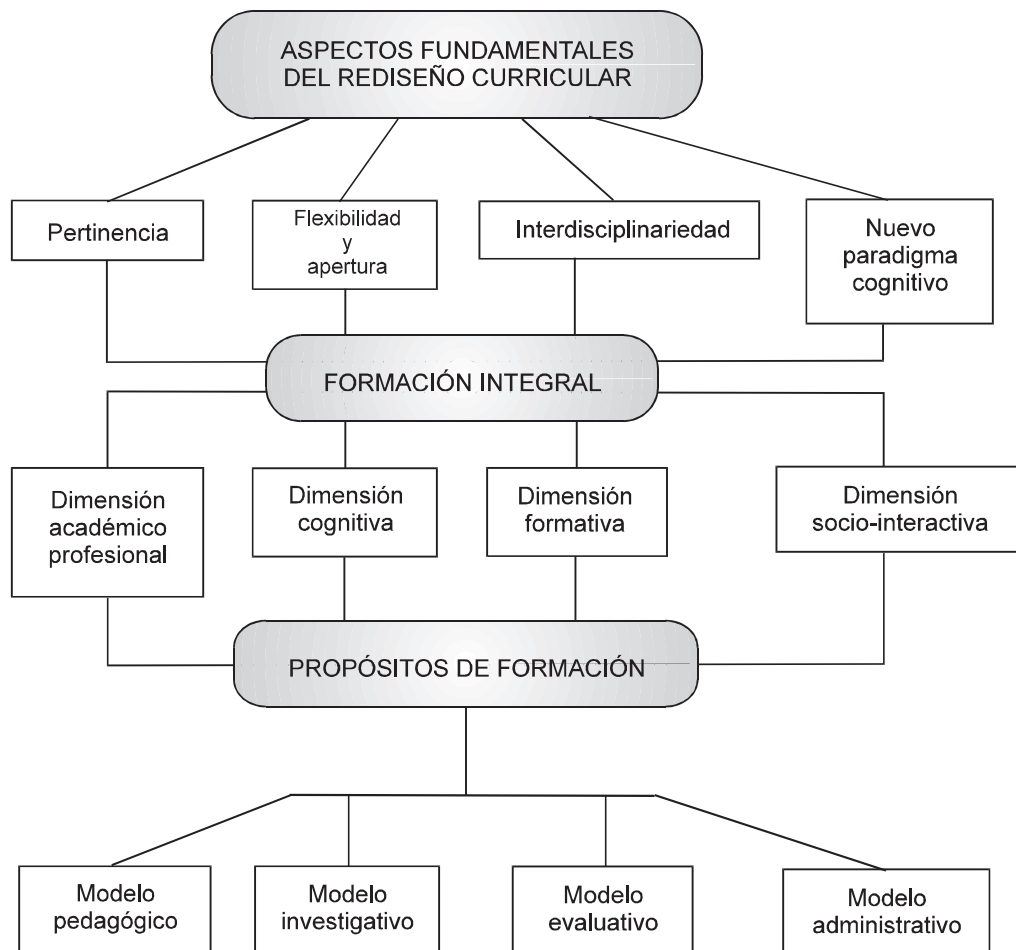 ASPECTOS FUNDAMENTALES
DEL REDISEÑO CURRICULAR
Pertinencia
Flexibilidad
y
apertura
Interdisciplinariedad
Nuevo
paradigma
cognitivo
FORMACIÓN INTEGRAL
Dimensión
académico
profesional
Dimensión
cognitiva
Dimensión
formativa
Dimensión
socio-interactiva
PROPÓSITOS DE FORMACIÓN
Modelo
pedagógico
Modelo
investigativo
Modelo
evaluativo
Modelo
administrativo